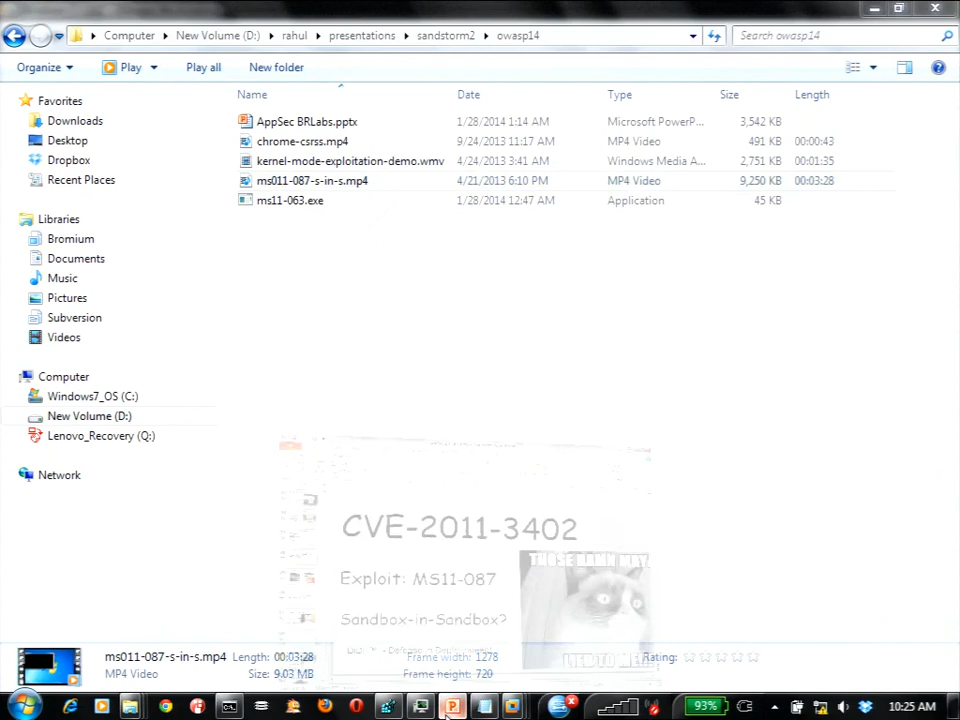 Computer New Volume (D:) rahul presentations sandstorm2 owasp14 Search owasp14
Organize Play Play all New folder
Name Date Type Size Length
Favorites
Downloads
Desktop
Dropbox
Recent Places
Libraries
Bromium
Documents
Music
Pictures
Subversion
Videos
Computer
Windows7_OS (C:)
New Volume (D:)
Lenovo_Recovery (Q:)
Network
AppSec BRLabs.pptx 1/28/2014 1:14 AM Microsoft PowerP... 3,542 KB
chrome-csrss.mp4 9/24/2013 11:17 AM MP4 Video 491 KB 00:00:43
kernel-mode-exploitation-demo.wmv 4/24/2013 3:41 AM Windows Media A... 2,751 KB 00:01:35
ms011-087-s-in-s.mp4 4/21/2013 6:10 PM MP4 Video 9,250 KB 00:03:28
ms11-063.exe 1/28/2014 12:47 AM Application 45 KB
CVE-2011-3402
Exploit: MS11-087
Sandbox-in-Sandbox?
THOSE DAMN MAY
LIED TO ME
ms011-087-s-in-s.mp4 Length: 00:03:28 Frame width: 1278 Rating:
MP4 Video Size: 9.03 MB Frame height: 720
93% 10:25 AM